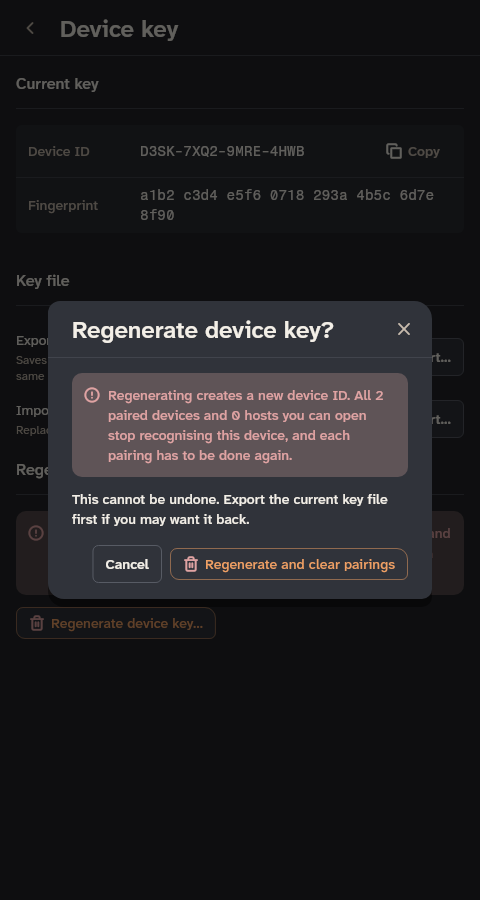 Device key
Current key
Device ID
D3SK-7XQ2-9MRE-4HWB
Copy
Fingerprint
a1b2 c3d4 e5f6 0718 293a 4b5c 6d7e
8f90
Key file
Regenerate device key?
Regenerating creates a new device ID. All 2
paired devices and 0 hosts you can open
stop recognising this device, and each
pairing has to be done again.
This cannot be undone. Export the current key file
first if you may want it back.
Cancel
Regenerate and clear pairings
Saves
same
Regenerate device key...